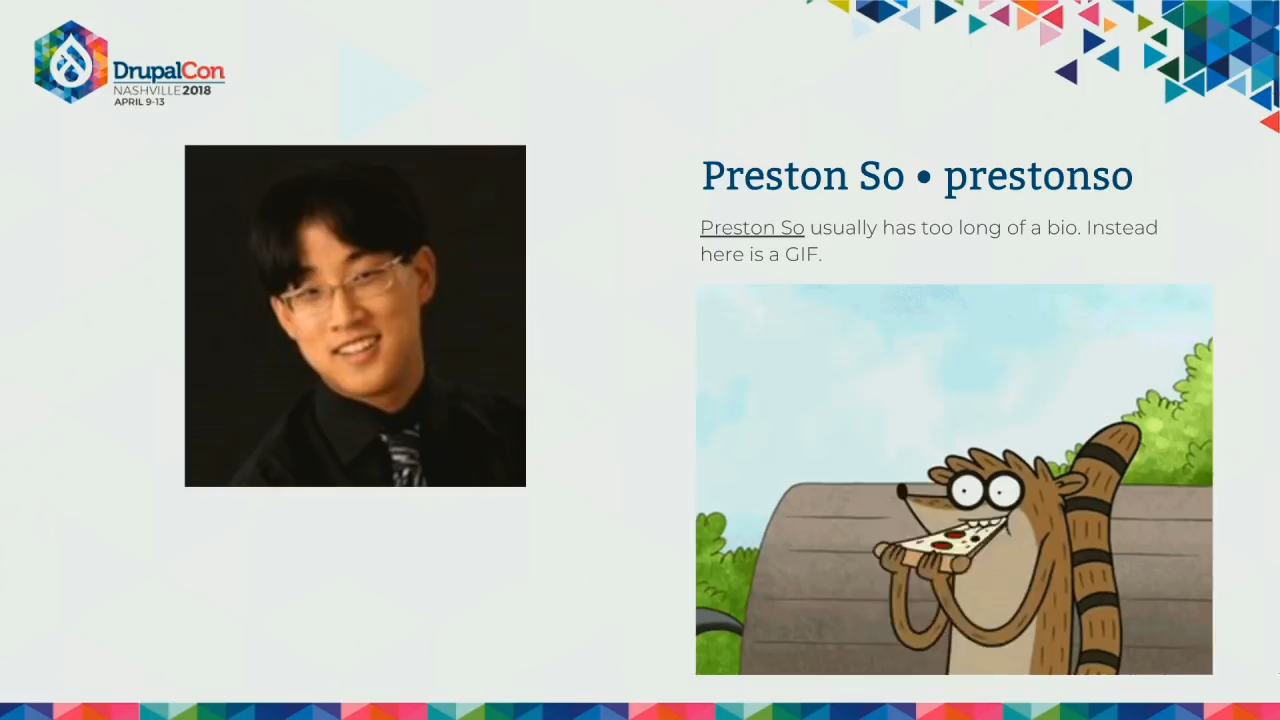 DrupalCon
NASHVILLE 2018
APRIL 9-13
Preston So • prestonso
Preston So usually has too long of a bio. Instead
here is a GIF.